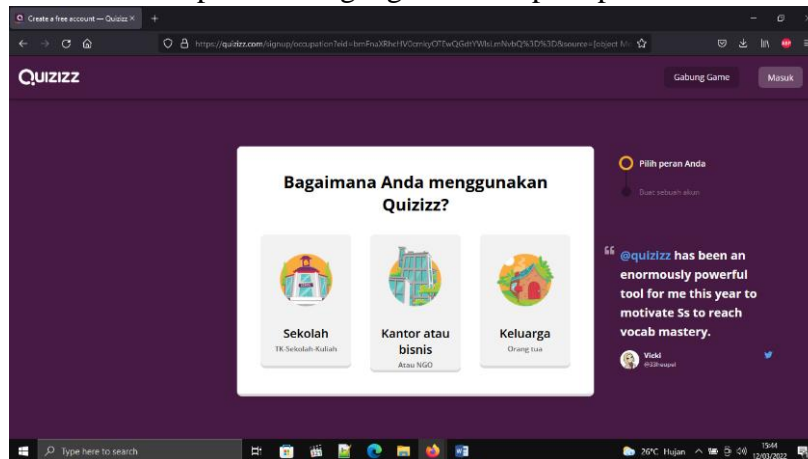 Create a free account — Quizizz
https://quizizz.com/signup/occupation?eid=
QUIZIZZ
Gabung Game
Masuk
Bagaimana Anda menggunakan
Quizizz?
Sekolah
TK-Sekolah-Kuliah
Kantor atau
bisnis
Atau NGO
Keluarga
Orang tua
Pilih peran Anda
Buat sebuah akun
@quizizz has been an
enormously powerful
tool for me this year to
motivate Ss to reach
vocab mastery.
Vicki
Type here to search
26°C Hujan
15:44
12/03/2022